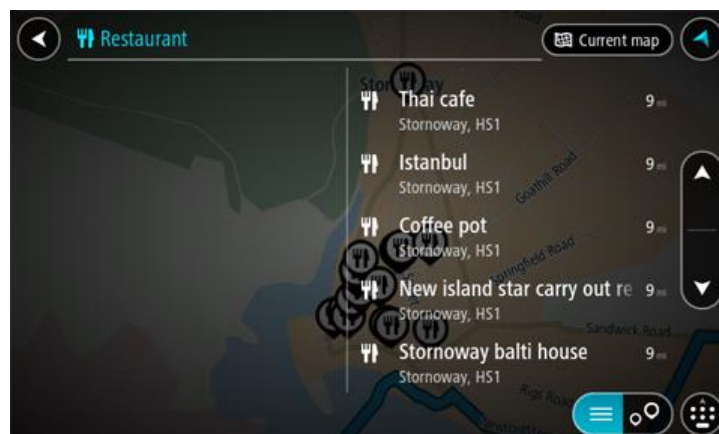 Restaurant
Current map
Thai cafe
9 mi
Stornoway, HS1
Istanbul
9 mi
Stornoway, HS1
Goathill Road
Coffee pot
9 mi
Stornoway, HS1
Springfield Road
New island star carry out re
9 mi
Stornoway, HS1
Sandwick Road
Stornoway balti house
9 mi
Stornoway, HS1
Rigs Road